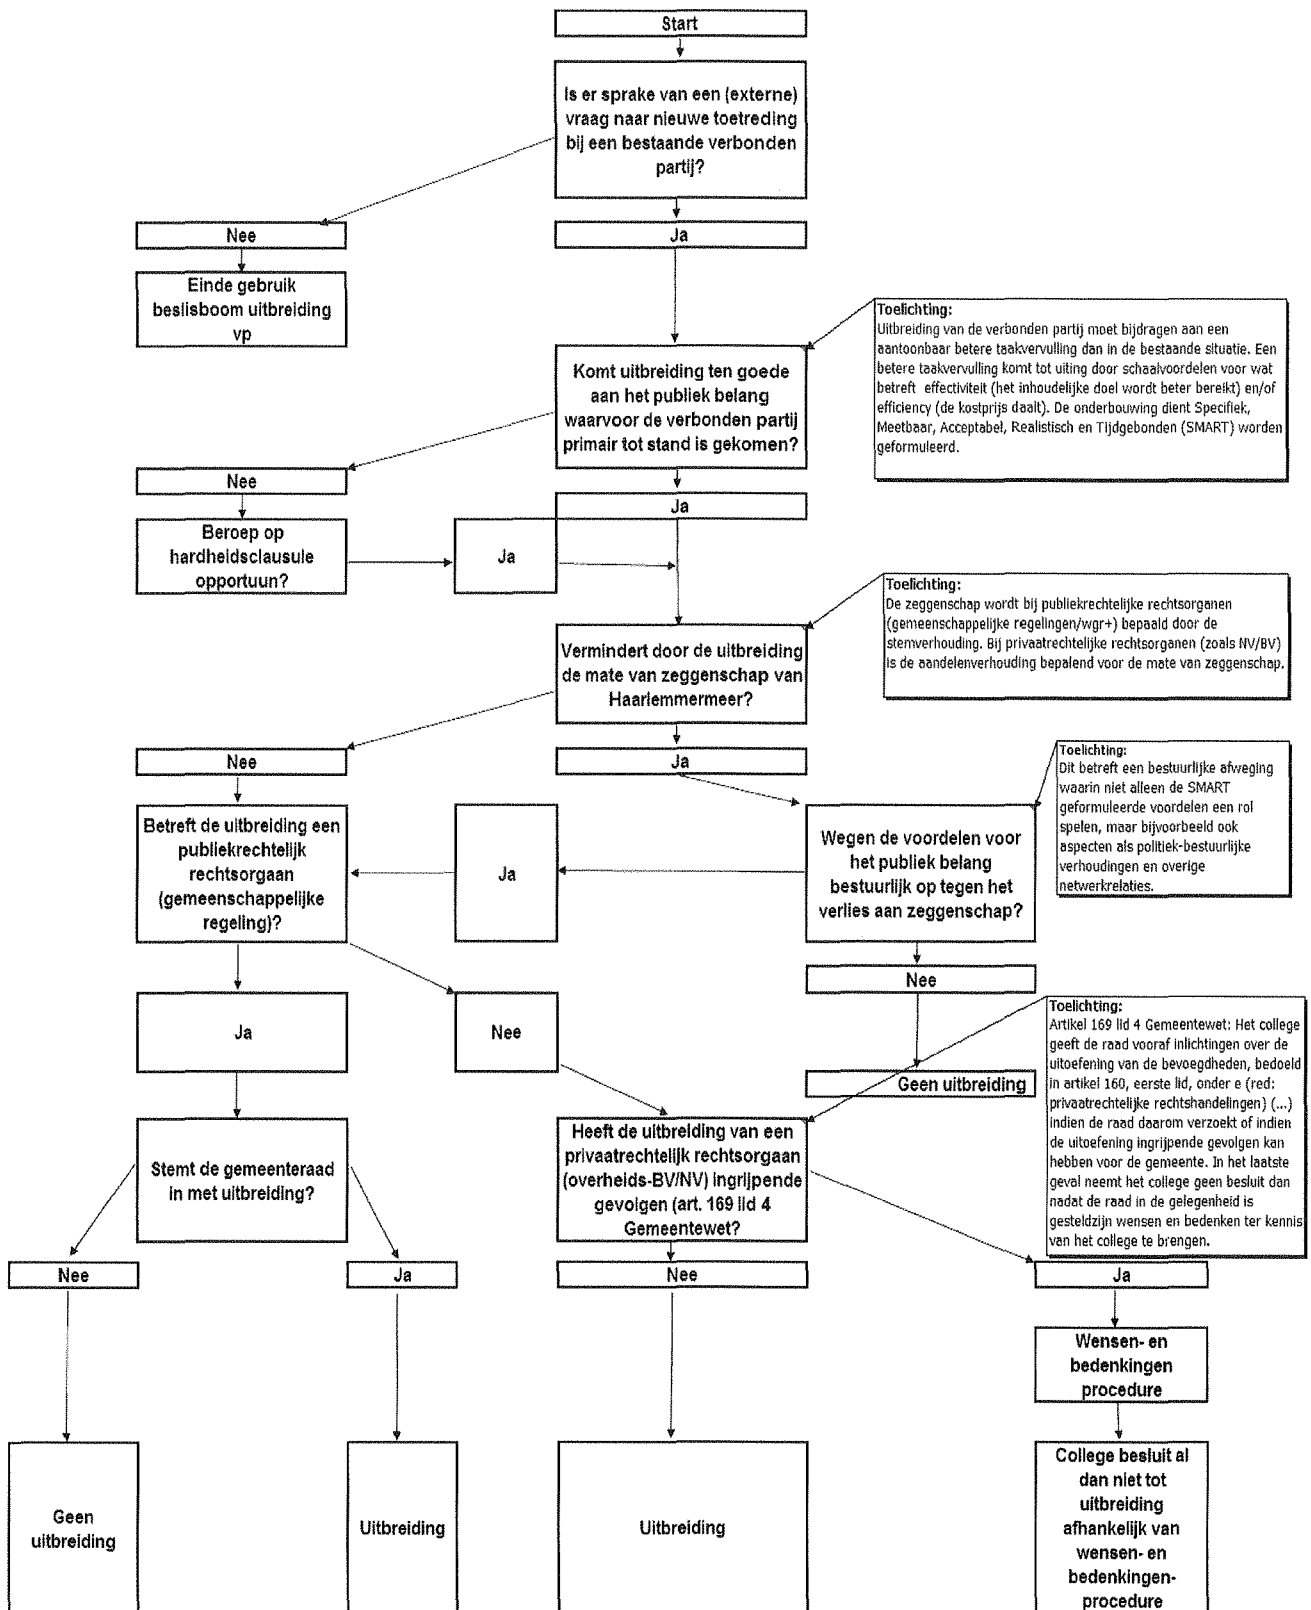 Start
Is er sprake van een (externe)
vraag naar nieuwe toetreding
bij een bestaande verbonden
partij?
Nee
Ja
Einde gebruik
beslisboom uitbreiding
vp
Toelichting:
Uitbreiding van de verbonden partij moet bijdragen aan een
aantoonbaar betere taakvervulling dan in de bestaande situatie. Een
betere taakvervulling komt tot uiting door schaalvoordelen voor wat
betreft effectiviteit (het inhoudelijke doel wordt beter bereikt) en/of
efficiency (de kostprijs daalt). De onderbouwing dient Specifiek,
Meetbaar, Acceptabel, Realistisch en Tijdgebonden (SMART) worden
geformuleerd.
Komt uitbreiding ten goede
aan het publiek belang
waarvoor de verbonden partij
primair tot stand is gekomen?
Nee
Ja
Beroep op
hardheidsclausule
opportuun?
Ja
Toelichting:
De zeggenschap wordt bij publiekrechtelijke rechtsorganen
(gemeenschappelijke regelingen/wgr+) bepaald door de
stemverhouding. Bij privaatrechtelijke rechtsorganen (zoals NV/BV)
is de aandelenverhouding bepalend voor de mate van zeggenschap.
Vermindert door de uitbreiding
de mate van zeggenschap van
Haarlemmermeer?
Nee
Ja
Toelichting:
Dit betreft een bestuurlijke afweging
waarin niet alleen de SMART
geformuleerde voordelen een rol
spelen, maar bijvoorbeeld ook
aspecten als politiek-bestuurlijke
verhoudingen en overige
netwerkrelaties.
Betreft de uitbreiding een
publiekrechtelijk
rechtsorgaan
(gemeenschappelijke
regeling)?
Ja
Wegen de voordelen voor
het publiek belang
bestuurlijk op tegen het
verlies aan zeggenschap?
Nee
Ja
Nee
Geen uitbreiding
Toelichting:
Artikel 169 lid 4 Gemeentewet: Het college
geeft de raad vooraf inlichtingen over de
uitoefening van de bevoegdheden, bedoeld
in artikel 160, eerste lid, onder e (red:
privaatrechtelijke rechtshandelingen) (...)
indien de raad daarom verzoekt of indien
de uitoefening ingrijpende gevolgen kan
hebben voor de gemeente. In het laatste
geval neemt het college geen besluit dan
nadat de raad in de gelegenheid is
gesteldzijn wensen en bedenken ter kennis
van het college te brengen.
Stemt de gemeenteraad
in met uitbreiding?
Heeft de uitbreiding van een
privaatrechtelijk rechtsorgaan
(overheids-BV/NV) ingrijpende
gevolgen (art. 169 lid 4
Gemeentewet?
Nee
Ja
Nee
Ja
Wensen- en
bedenkingen
procedure
Geen
uitbreiding
Uitbreiding
Uitbreiding
College besluit al
dan niet tot
uitbreiding
afhankelijk van
wensen- en
bedenkingen-
procedure